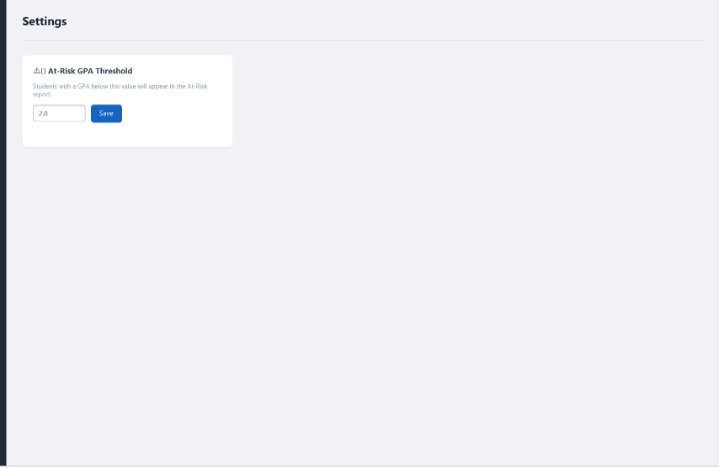 Settings
⚠▯ At-Risk GPA Threshold
Students with a GPA below this value will appear in the At-Risk
report.
2.0
Save